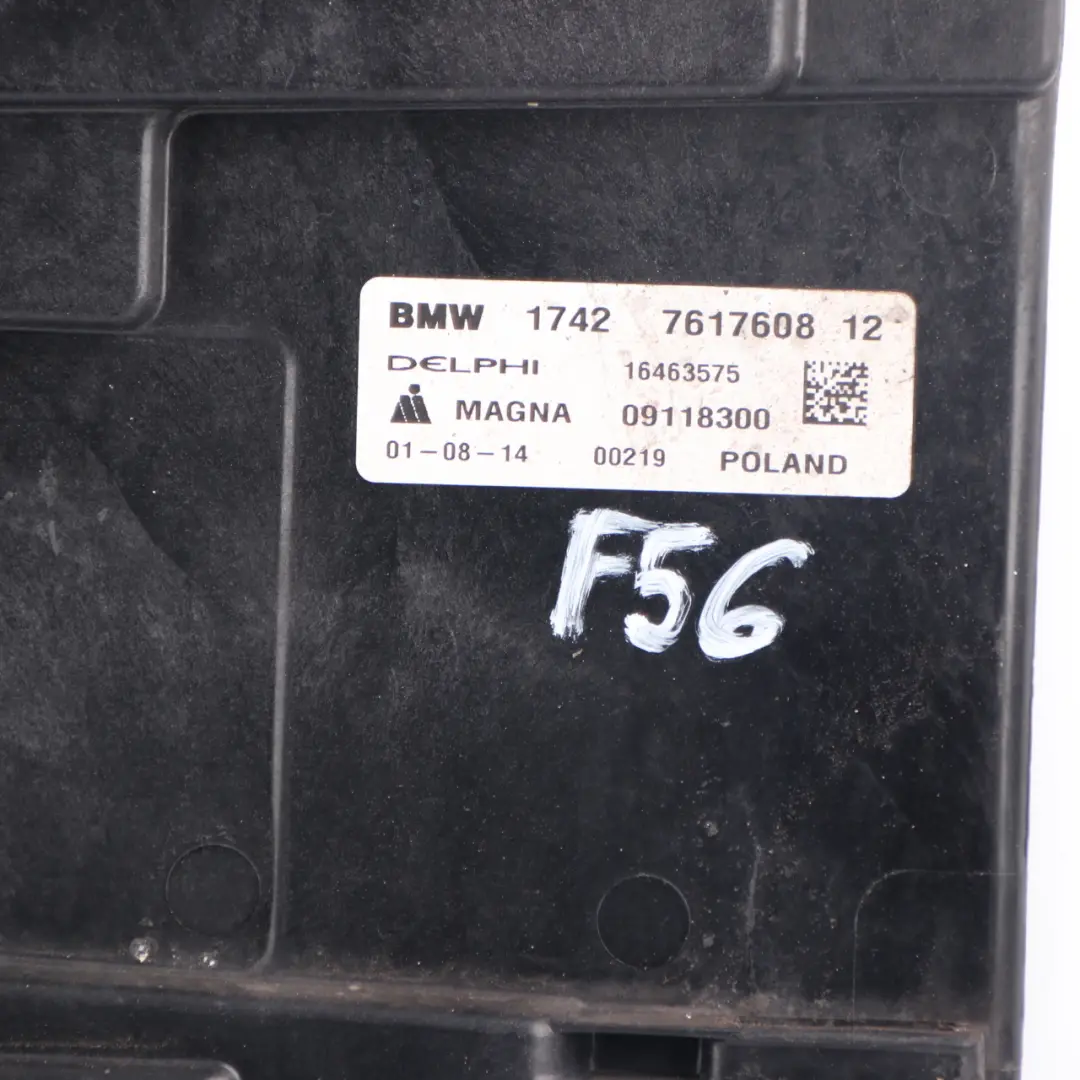 BMW 1742 7617608 12
DELPHI 16463575
MAGNA 09118300
01-08-14 00219 POLAND
F56